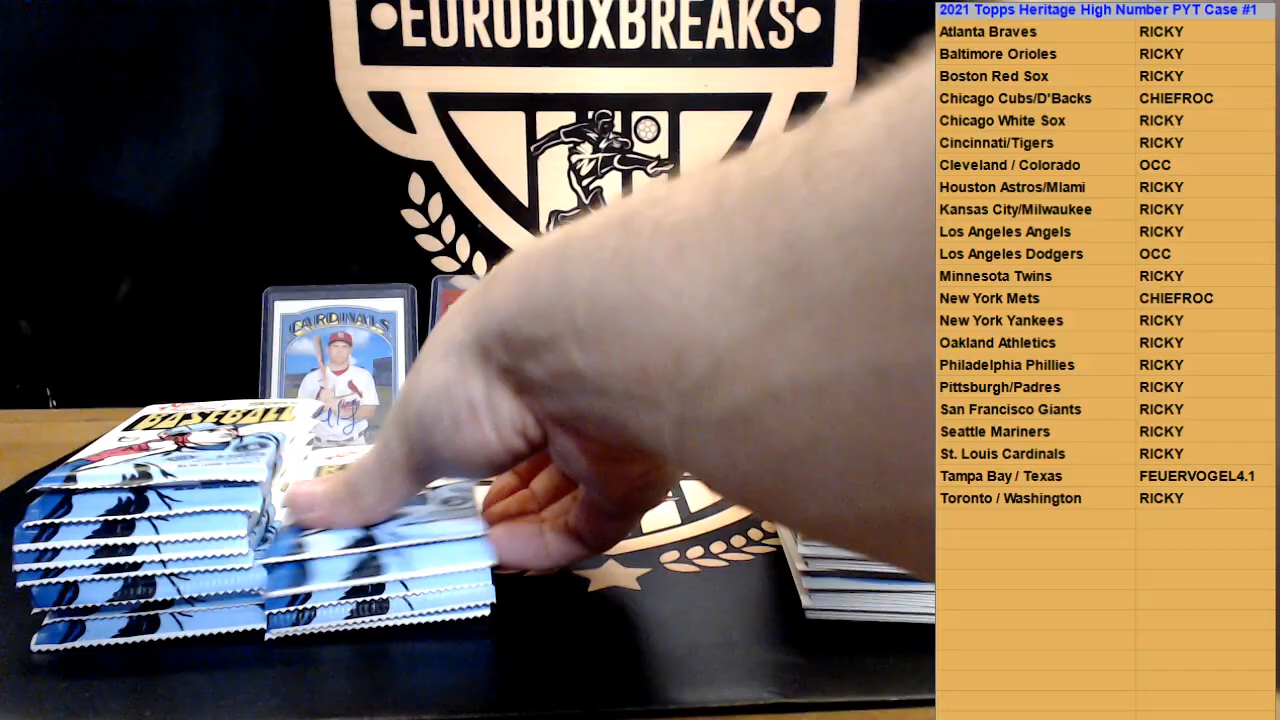 EUROBOXBREAKS
CARDINALS
BASEBALL
2021 Topps Heritage High Number PYT Case #1
Atlanta Braves RICKY
Baltimore Orioles RICKY
Boston Red Sox RICKY
Chicago Cubs/D'Backs CHIEFROC
Chicago White Sox RICKY
Cincinnati/Tigers RICKY
Cleveland / Colorado OCC
Houston Astros/MIami RICKY
Kansas City/Milwaukee RICKY
Los Angeles Angels RICKY
Los Angeles Dodgers OCC
Minnesota Twins RICKY
New York Mets CHIEFROC
New York Yankees RICKY
Oakland Athletics RICKY
Philadelphia Phillies RICKY
Pittsburgh/Padres RICKY
San Francisco Giants RICKY
Seattle Mariners RICKY
St. Louis Cardinals RICKY
Tampa Bay / Texas FEUERVOGEL4.1
Toronto / Washington RICKY